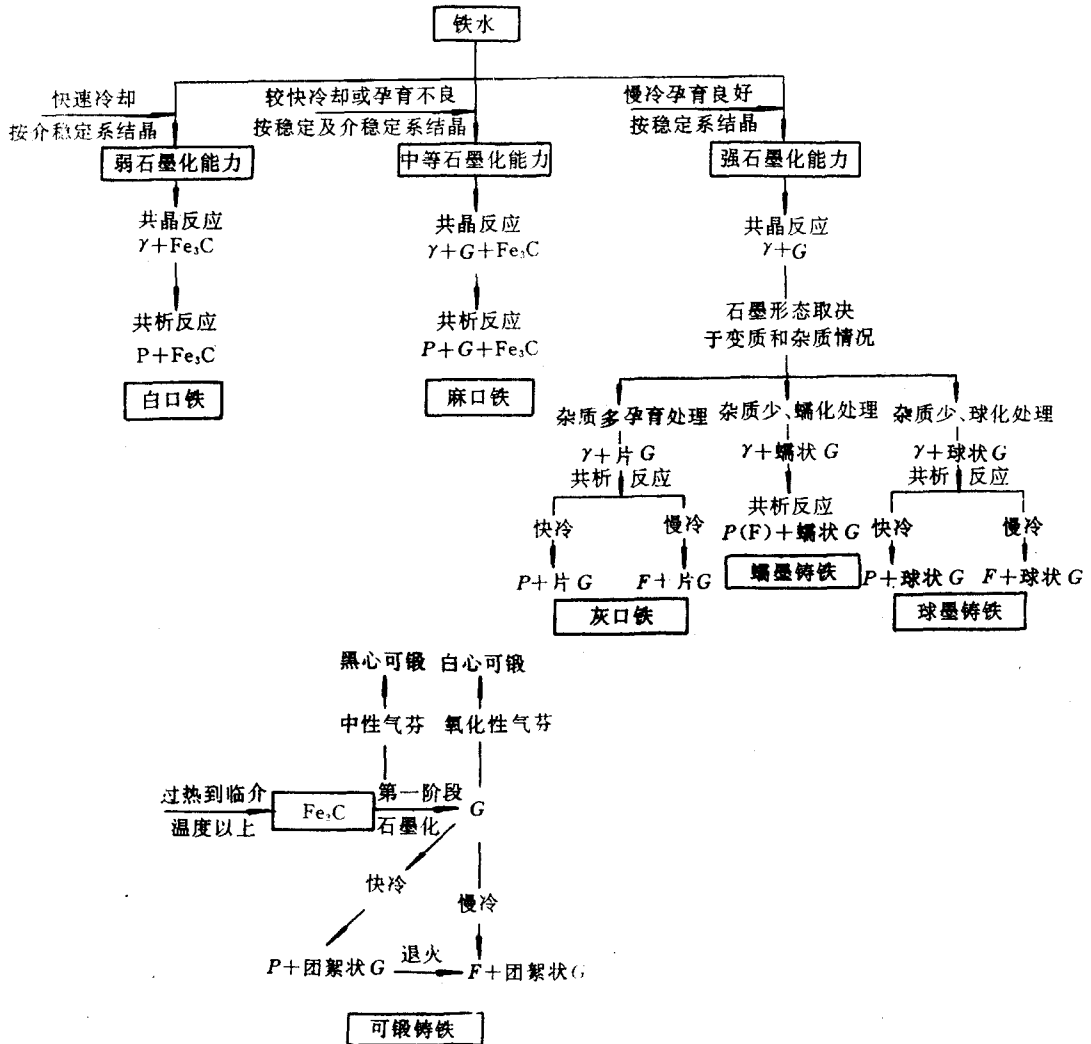 铁水
快速冷却
按介稳定系结晶
较快冷却或孕育不良
按稳定及介稳定系结晶
慢冷孕育良好
按稳定系结晶
弱石墨化能力
中等石墨化能力
强石墨化能力
共晶反应
γ+Fe₃C
共晶反应
γ+G+Fe₃C
共晶反应
γ+G
共析反应
P+Fe₃C
白口铁
共析反应
P+G+Fe₃C
麻口铁
石墨形态取决
于变质和杂质情况
杂质多孕育处理
γ+片G
共析 反应
快冷
慢冷
P+片G
F+片G
灰口铁
杂质少、蠕化处理
γ+蠕状G
共析反应
P(F)+蠕状G
蠕墨铸铁
杂质少、球化处理
γ+球状G
共析 反应
快冷
慢冷
P+球状G
F+球状G
球墨铸铁
黑心可锻
白心可锻
中性气芬
氧化性气芬
过热到临介
温度以上
Fe₃C
第一阶段
石墨化
G
快冷
慢冷
P+团絮状G
退火
F+团絮状G
可锻铸铁